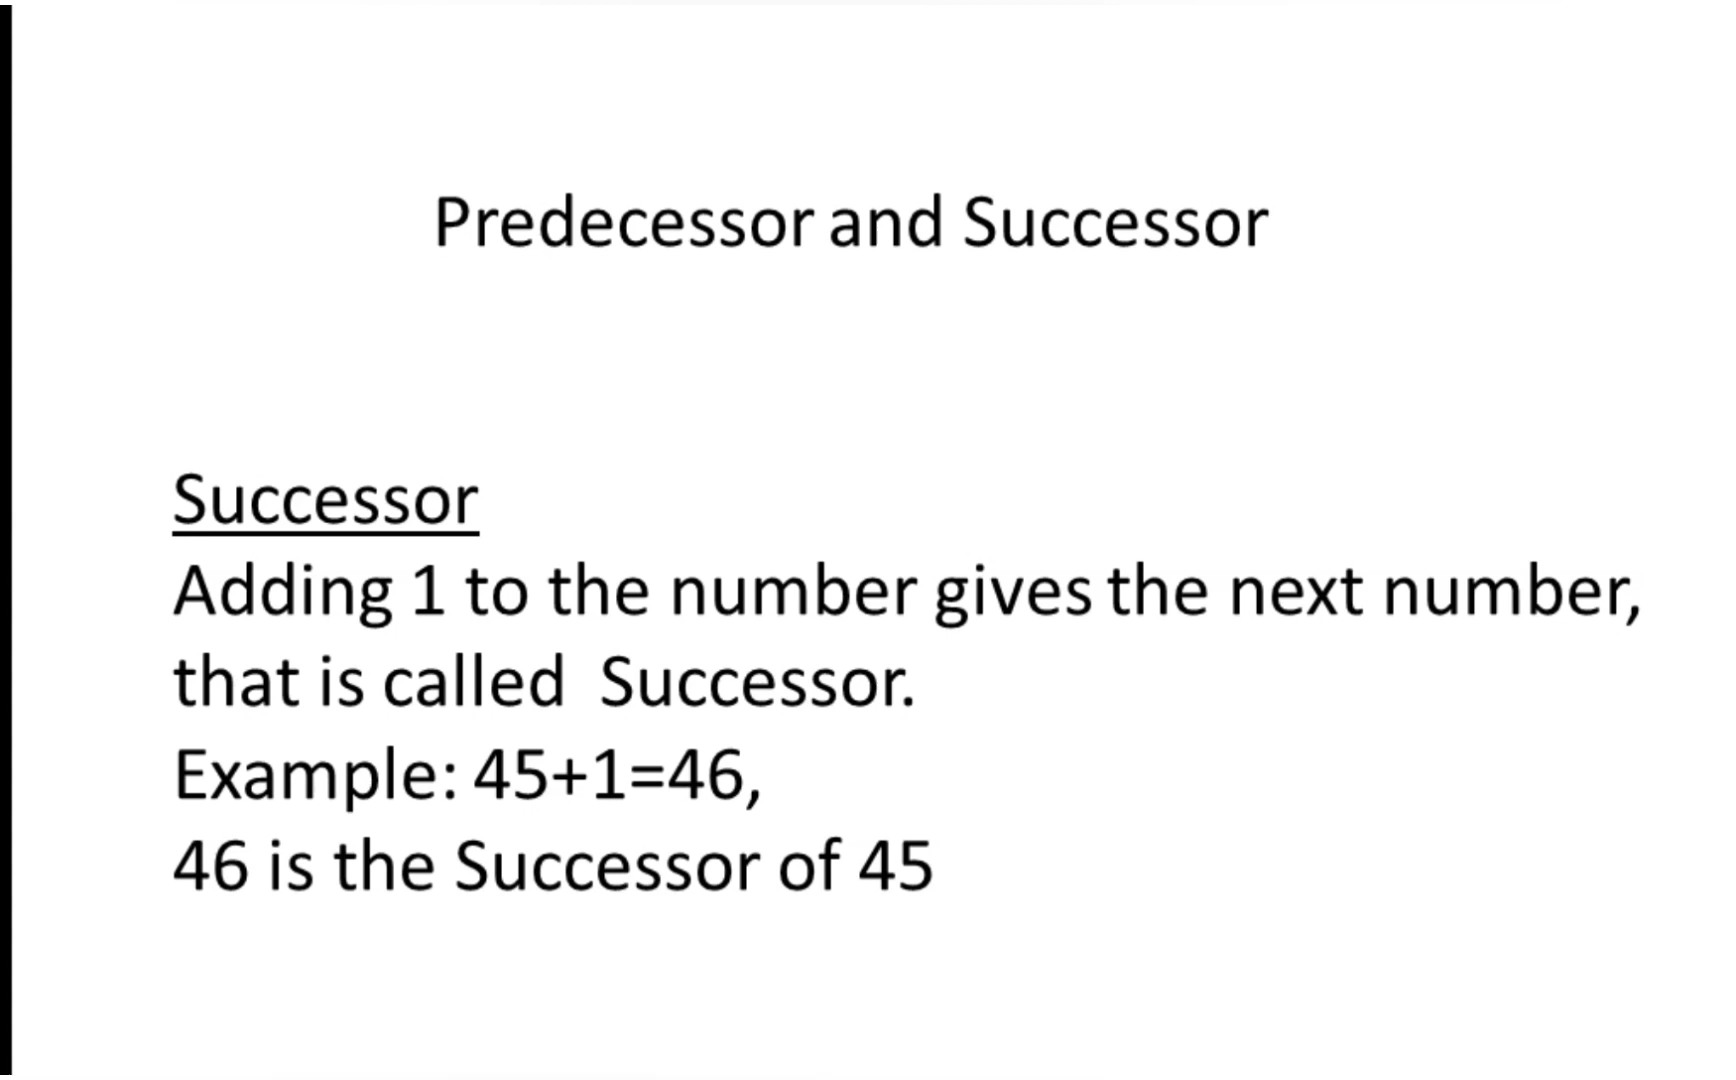 Predecessor and Successor
Successor
Adding 1 to the number gives the next number,
that is called Successor.
Example: 45+1=46,
46 is the Successor of 45